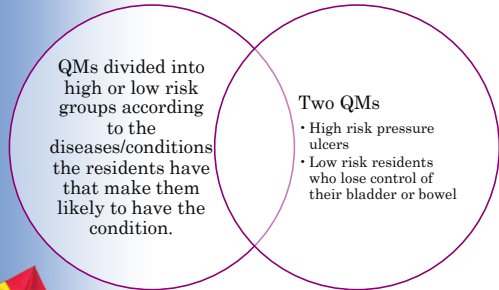 QMs divided into
high or low risk
groups according
to the
diseases/conditions
the residents have
that make them
likely to have the
condition.
Two QMs
• High risk pressure
ulcers
• Low risk residents
who lose control of
their bladder or bowel